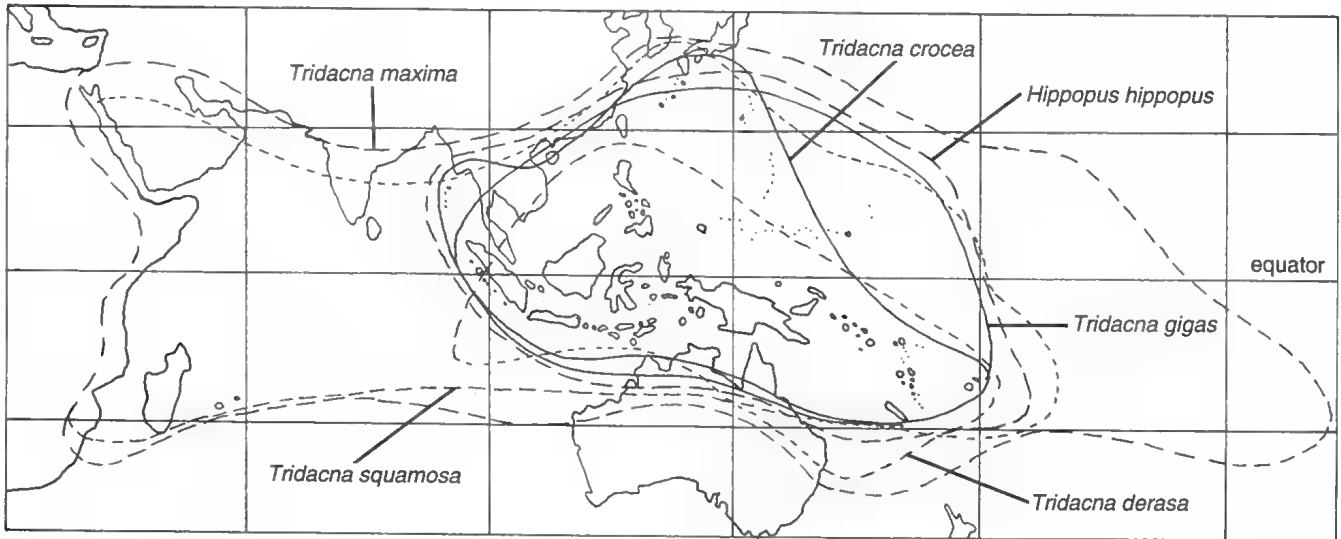 Tridacna maxima
Tridacna crocea
Hippopus hippopus
equator
Tridacna gigas
Tridacna squamosa
Tridacna derasa